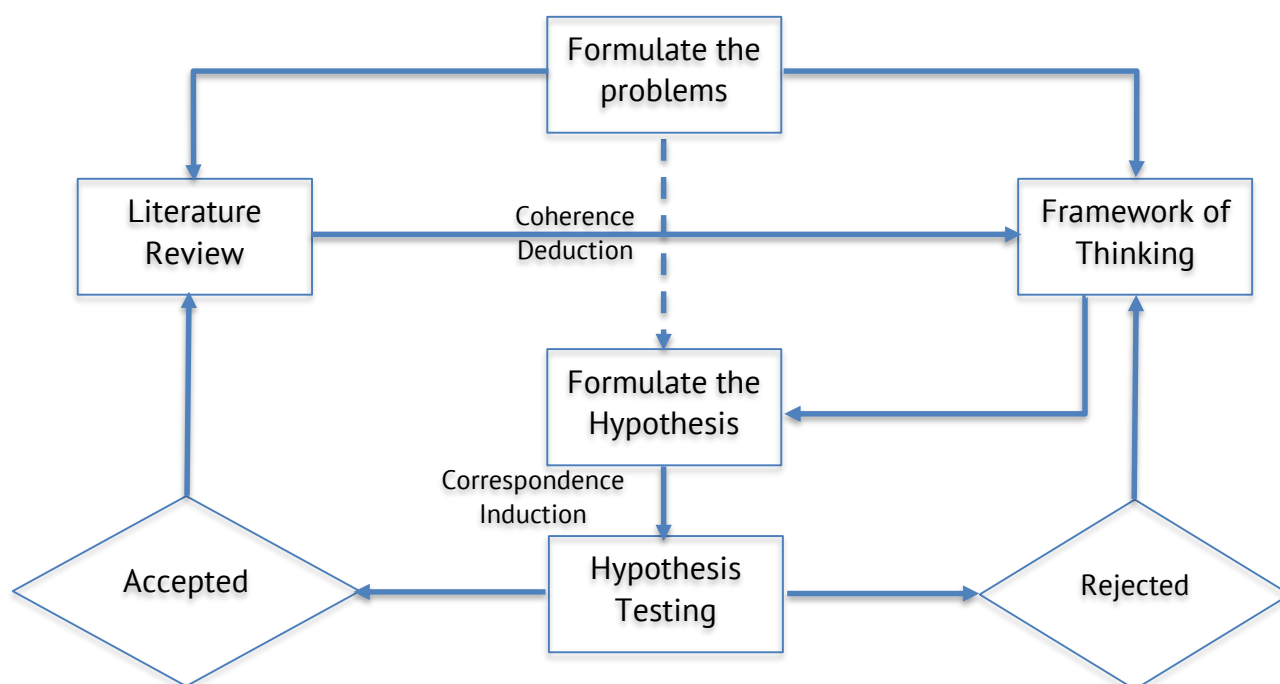 Formulate the
problems
Literature
Review
Coherence
Deduction
Framework of
Thinking
Formulate the
Hypothesis
Correspondence
Induction
Accepted
Hypothesis
Testing
Rejected